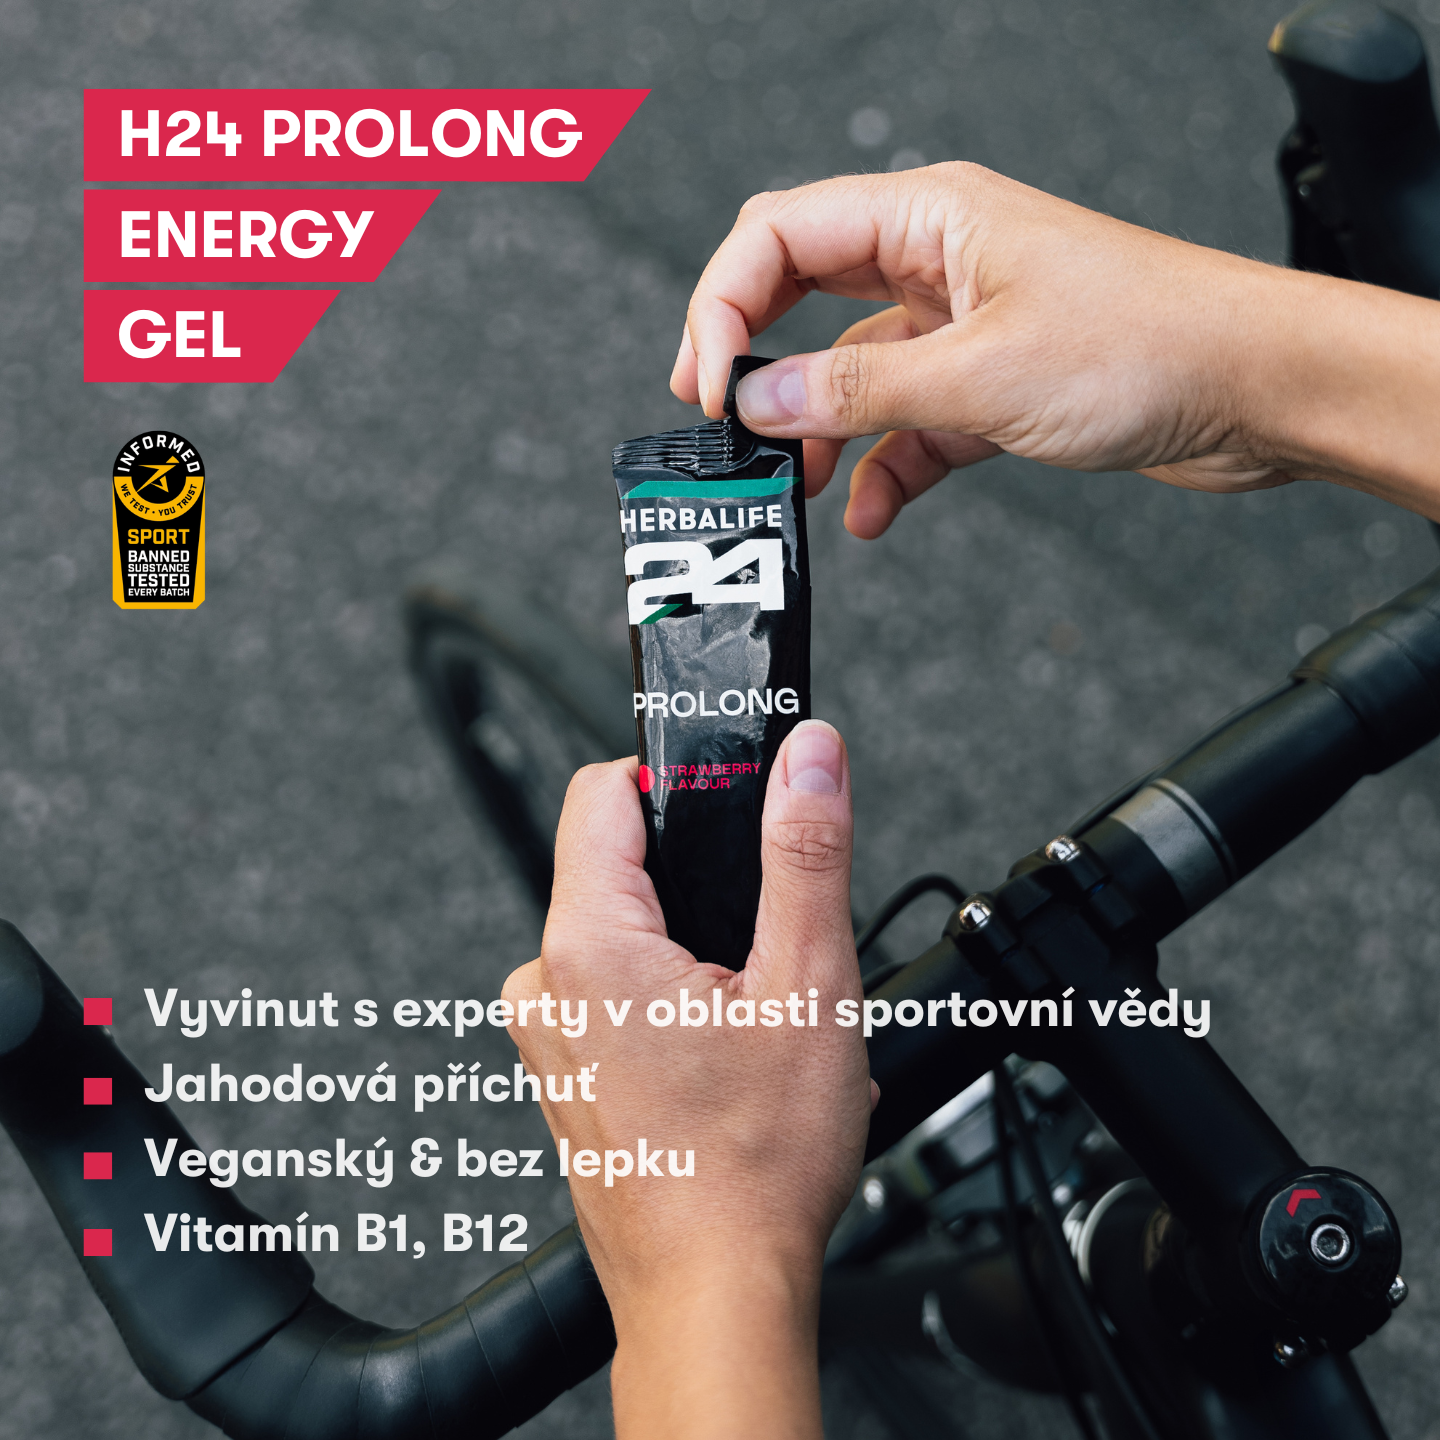 H24 PROLONG
ENERGY
GEL
INFORMED
WE TEST • YOU TRUST
SPORT
BANNED
SUBSTANCE
TESTED
EVERY BATCH
HERBALIFE
24
PROLONG
STRAWBERRY
FLAVOUR
Vyvinut s experty v oblasti sportovní vědy
Jahodová příchuť
Veganský & bez lepku
Vitamín B1, B12